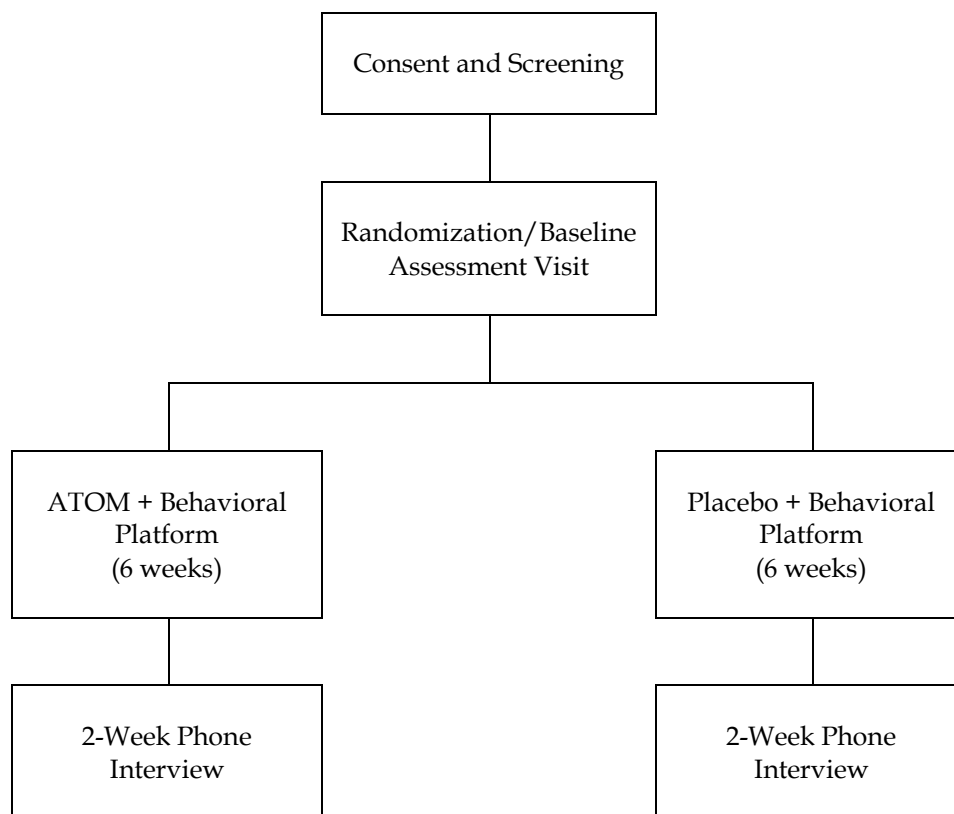 Consent and Screening
Randomization/Baseline
Assessment Visit
ATOM + Behavioral
Platform
(6 weeks)
Placebo + Behavioral
Platform
(6 weeks)
2-Week Phone
Interview
2-Week Phone
Interview